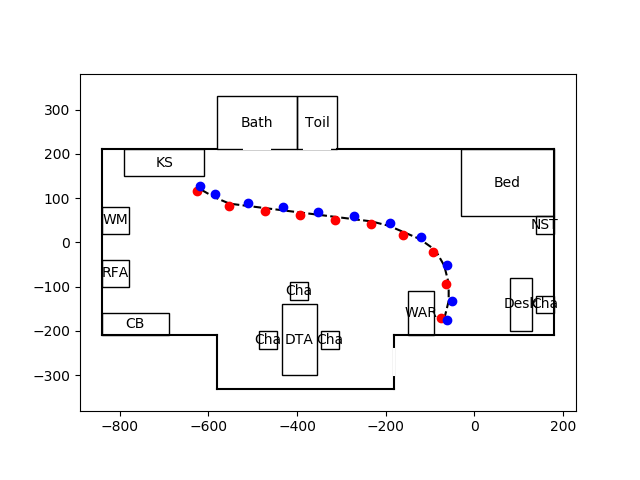 300
200
100
0
−100
−200
−300
−800
−600
−400
−200
0
200
Bath
Toil
KS
Bed
WM
NST
RFA
Cha
WAR
Desk
Cha
CB
Cha
DTA
Cha